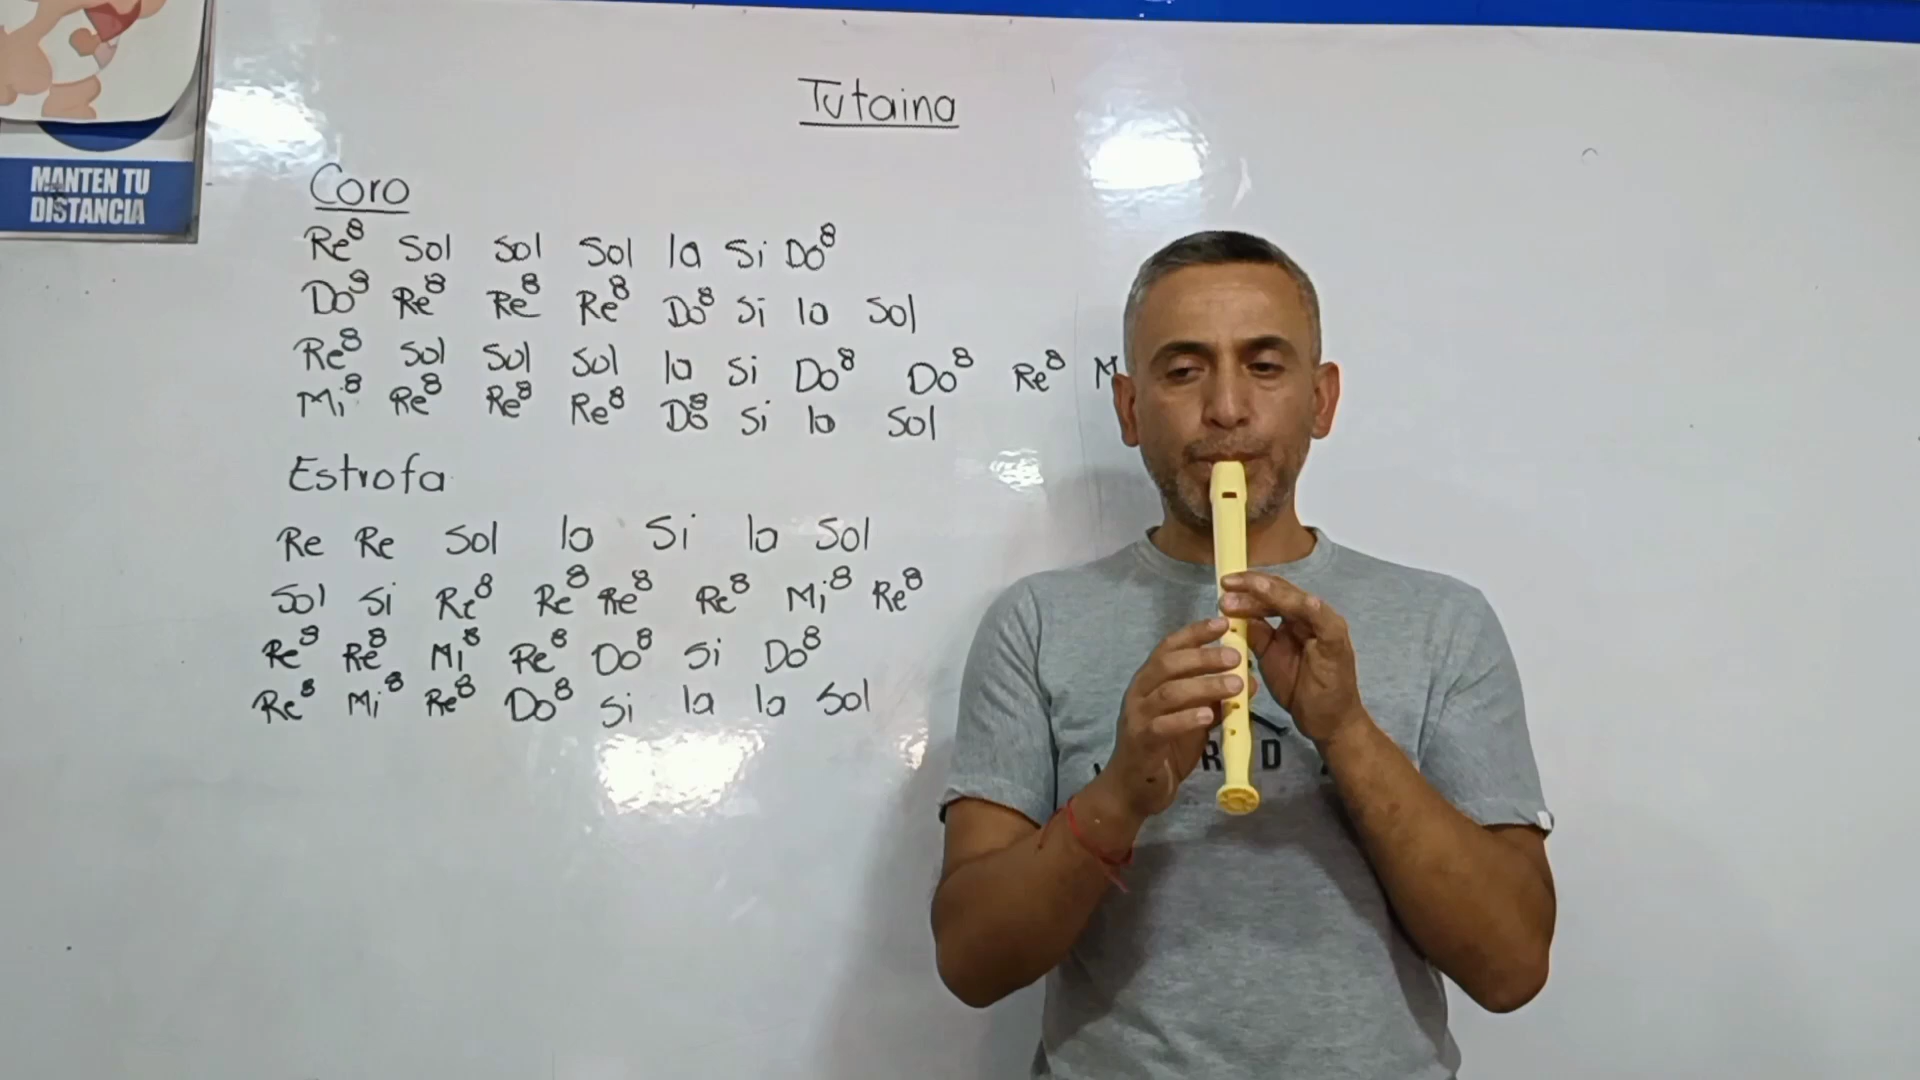 MANTEN TU
DISTANCIA
Tutaina
Coro
Re⁸ Sol Sol Sol la Si Do⁸
Do⁸ Re⁸ Re⁸ Re⁸ Do⁸ Si la Sol
Re⁸ Sol Sol Sol la Si Do⁸ Do⁸ Re⁸ M
Mi⁸ Re⁸ Re⁸ Re⁸ Do⁸ Si la Sol
Estrofa
Re Re Sol la Si la Sol
Sol Si Re⁸ Re⁸ Re⁸ Re⁸ Mi⁸ Re⁸
Re⁸ Re⁸ Mi⁸ Re⁸ Do⁸ Si Do⁸
Re⁸ Mi⁸ Re⁸ Do⁸ Si la la Sol